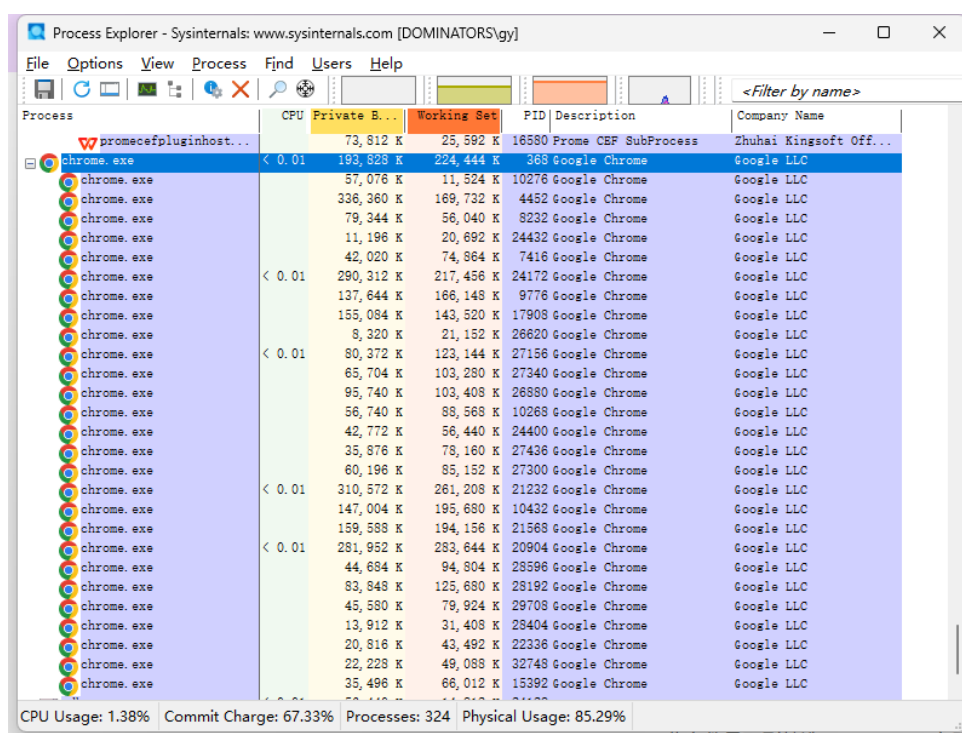 Process Explorer - Sysinternals: www.sysinternals.com [DOMINATORS\gy]
File Options View Process Find Users Help
<Filter by name>
Process CPU Private B... Working Set PID Description Company Name
promecefpluginhost... 73,812 K 25,592 K 16580 Prome CEF SubProcess Zhuhai Kingsoft Off...
chrome.exe < 0.01 193,828 K 224,444 K 368 Google Chrome Google LLC
chrome.exe 57,076 K 11,524 K 10276 Google Chrome Google LLC
chrome.exe 336,360 K 169,732 K 4452 Google Chrome Google LLC
chrome.exe 79,344 K 56,040 K 8232 Google Chrome Google LLC
chrome.exe 11,196 K 20,692 K 24432 Google Chrome Google LLC
chrome.exe 42,020 K 74,864 K 7416 Google Chrome Google LLC
chrome.exe < 0.01 290,312 K 217,456 K 24172 Google Chrome Google LLC
chrome.exe 137,644 K 166,148 K 9776 Google Chrome Google LLC
chrome.exe 155,084 K 143,520 K 17908 Google Chrome Google LLC
chrome.exe 8,320 K 21,152 K 26620 Google Chrome Google LLC
chrome.exe < 0.01 80,372 K 123,144 K 27156 Google Chrome Google LLC
chrome.exe 65,704 K 103,280 K 27340 Google Chrome Google LLC
chrome.exe 95,740 K 103,408 K 26880 Google Chrome Google LLC
chrome.exe 56,740 K 88,568 K 10268 Google Chrome Google LLC
chrome.exe 42,772 K 56,440 K 24400 Google Chrome Google LLC
chrome.exe 35,876 K 78,160 K 27436 Google Chrome Google LLC
chrome.exe 60,196 K 85,152 K 27300 Google Chrome Google LLC
chrome.exe < 0.01 310,572 K 261,208 K 21232 Google Chrome Google LLC
chrome.exe 147,004 K 195,680 K 10432 Google Chrome Google LLC
chrome.exe 159,588 K 194,156 K 21568 Google Chrome Google LLC
chrome.exe < 0.01 281,952 K 283,644 K 20904 Google Chrome Google LLC
chrome.exe 44,684 K 94,804 K 28596 Google Chrome Google LLC
chrome.exe 83,848 K 125,680 K 28192 Google Chrome Google LLC
chrome.exe 45,580 K 79,924 K 29708 Google Chrome Google LLC
chrome.exe 13,912 K 31,408 K 28404 Google Chrome Google LLC
chrome.exe 20,816 K 43,492 K 22336 Google Chrome Google LLC
chrome.exe 22,228 K 49,088 K 32748 Google Chrome Google LLC
chrome.exe 35,496 K 66,012 K 15392 Google Chrome Google LLC
CPU Usage: 1.38% Commit Charge: 67.33% Processes: 324 Physical Usage: 85.29%